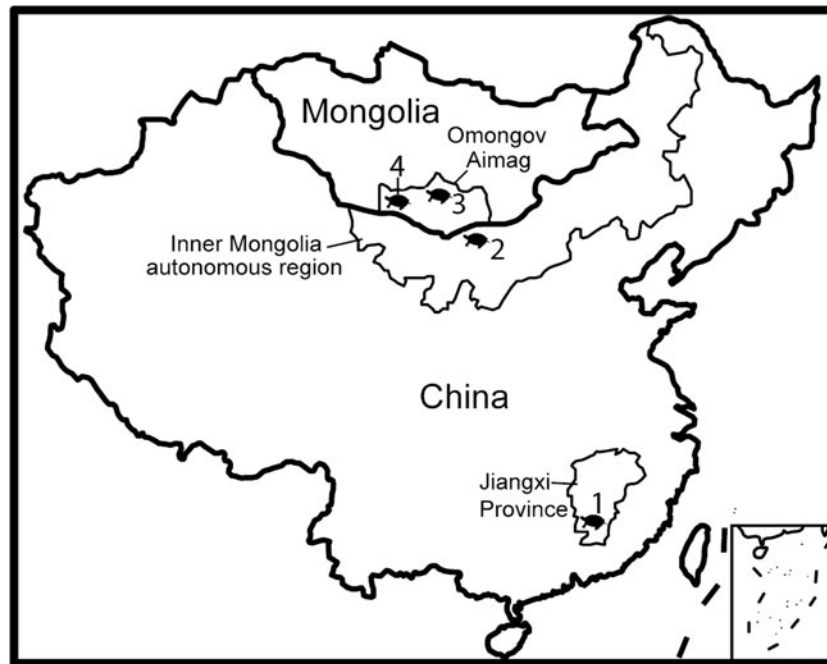 Mongolia
Omongov
Aimag
4
3
2
Inner Mongolia
autonomous region
China
Jiangxi
Province
1